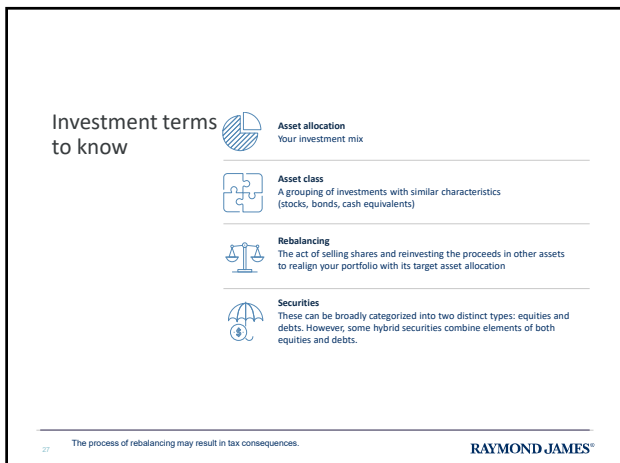 Investment terms
to know
Asset allocation
Your investment mix
Asset class
A grouping of investments with similar characteristics
(stocks, bonds, cash equivalents)
Rebalancing
The act of selling shares and reinvesting the proceeds in other assets
to realign your portfolio with its target asset allocation
Securities
These can be broadly categorized into two distinct types: equities and
debts. However, some hybrid securities combine elements of both
equities and debts.
$
27
The process of rebalancing may result in tax consequences.
RAYMOND JAMES®